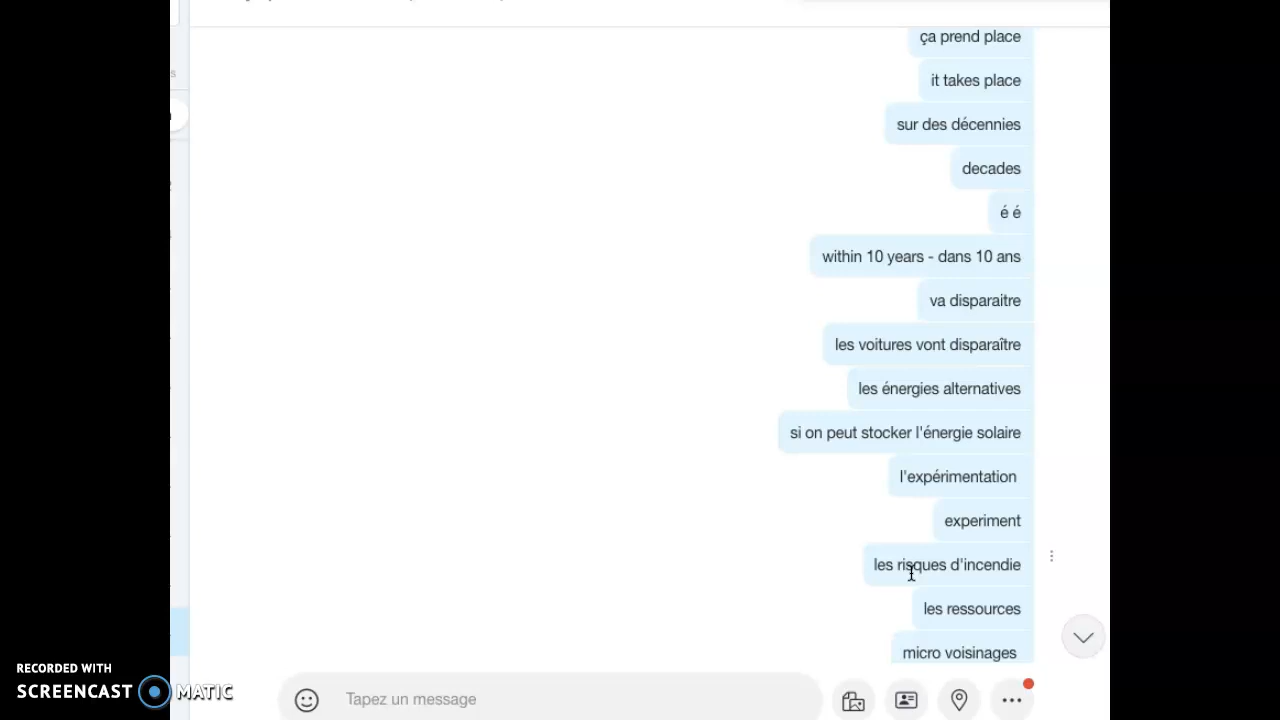 ça prend place
it takes place
sur des décennies
decades
é é
within 10 years - dans 10 ans
va disparaitre
les voitures vont disparaître
les énergies alternatives
si on peut stocker l'énergie solaire
l'expérimentation
experiment
les risques d'incendie
les ressources
micro voisinages
Tapez un message
RECORDED WITH
SCREENCAST MATIC